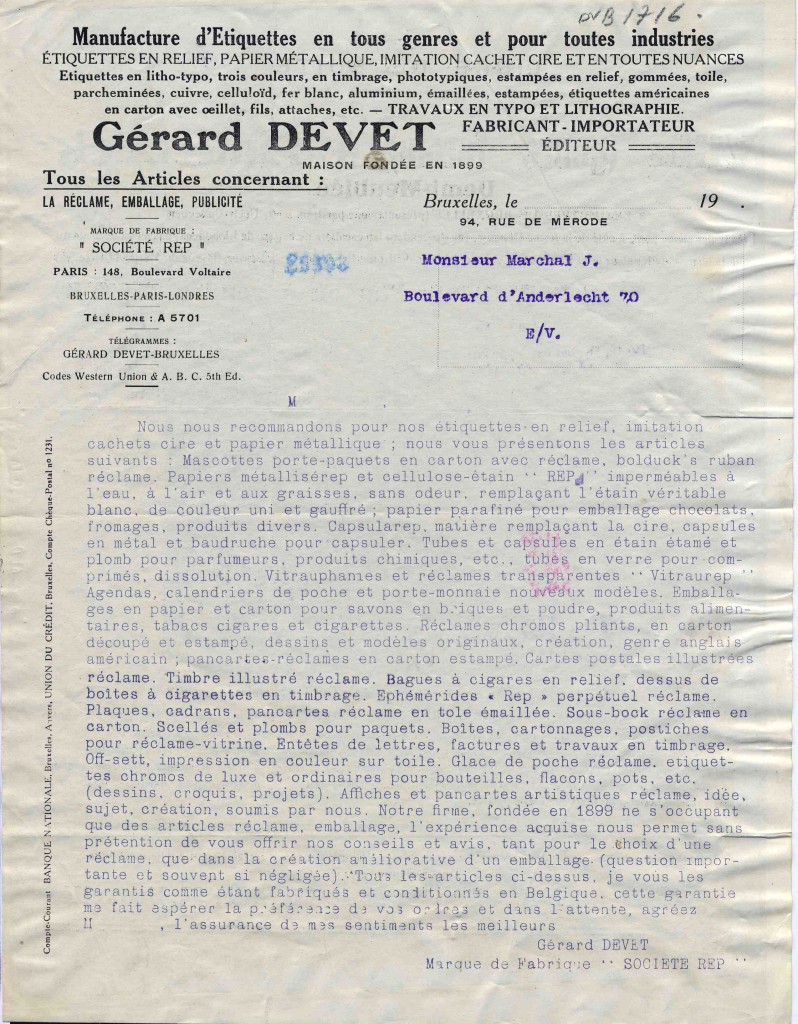 DVB 1716.
Manufacture d'Etiquettes en tous genres et pour toutes industries
ÉTIQUETTES EN RELIEF, PAPIER MÉTALLIQUE, IMITATION CACHET CIRE ET EN TOUTES NUANCES
Etiquettes en litho-typo, trois couleurs, en timbrage, phototypiques, estampées en relief, gommées, toile,
parcheminées, cuivre, celluloïd, fer blanc, aluminium, émaillées, estampées, étiquettes américaines
en carton avec œillet, fils, attaches, etc. — TRAVAUX EN TYPO ET LITHOGRAPHIE.
Gérard DEVET
FABRICANT-IMPORTATEUR
ÉDITEUR
MAISON FONDÉE EN 1899
Tous les Articles concernant :
LA RÉCLAME, EMBALLAGE, PUBLICITÉ
MARQUE DE FABRIQUE :
" SOCIÉTÉ REP "
PARIS : 148, Boulevard Voltaire
BRUXELLES-PARIS-LONDRES
TÉLÉPHONE : A 5701
TÉLÉGRAMMES :
GÉRARD DEVET-BRUXELLES
Codes Western Union & A. B. C. 5th Ed.
Bruxelles, le 19 .
94, RUE DE MÉRODE
Monsieur Marchal J.
Boulevard d'Anderlecht 70
E/V.
M
Nous nous recommandons pour nos étiquettes en relief, imitation
cachets cire et papier métallique ; nous vous présentons les articles
suivants : Mascottes porte-paquets en carton avec réclame, bolduck's ruban
réclame. Papiers métallisérep et cellulose-étain " REP " imperméables à
l'eau, à l'air et aux graisses, sans odeur, remplaçant l'étain véritable
blanc, de couleur uni et gauffré ; papier parafiné pour emballage chocolats,
fromages, produits divers. Capsularep, matière remplaçant la cire, capsules
en métal et baudruche pour capsuler. Tubes et capsules en étain étamé et
plomb pour parfumeurs, produits chimiques, etc., tubes en verre pour com-
primés, dissolution. Vitrauphanies et réclames transparentes " Vitraurep "
Agendas, calendriers de poche et porte-monnaie nouveaux modèles. Emballa-
ges en papier et carton pour savons en briques et poudre, produits alimen-
taires, tabacs cigares et cigarettes. Réclames chromos pliants, en carton
découpé et estampé, dessins et modèles originaux, création, genre anglais
américain ; pancartes-réclames en carton estampé. Cartes postales illustrées
réclame. Timbre illustré réclame. Bagues à cigares en relief, dessus de
boîtes à cigarettes en timbrage. Ephémérides « Rep » perpétuel réclame.
Plaques, cadrans, pancartes réclame en tole émaillée. Sous-bock réclame en
carton. Scellés et plombs pour paquets. Boîtes, cartonnages, postiches
pour réclame-vitrine. Entêtes de lettres, factures et travaux en timbrage.
Off-sett, impression en couleur sur toile. Glace de poche réclame, etiquet-
tes chromos de luxe et ordinaires pour bouteilles, flacons, pots, etc.
(dessins, croquis, projets). Affiches et pancartes artistiques réclame, idée,
sujet, création, soumis par nous. Notre firme, fondée en 1899 ne s'occupant
que des articles réclame, emballage, l'expérience acquise nous permet sans
prétention de vous offrir nos conseils et avis, tant pour le choix d'une
réclame, que dans la création améliorative d'un emballage (question impor-
tante et souvent si négligée). Tous les articles ci-dessus, je vous les
garantis comme étant fabriqués et conditionnés en Belgique, cette garantie
me fait espérer la préférence de vos ordres et dans l'attente, agréez
M , l'assurance de mes sentiments les meilleurs
Gérard DEVET
Marque de Fabrique " SOCIETE REP "
Compte-Courant BANQUE NATIONALE, Bruxelles, Anvers, UNION DU CRÉDIT, Bruxelles, Compte Chèque-Postal n° 1231.